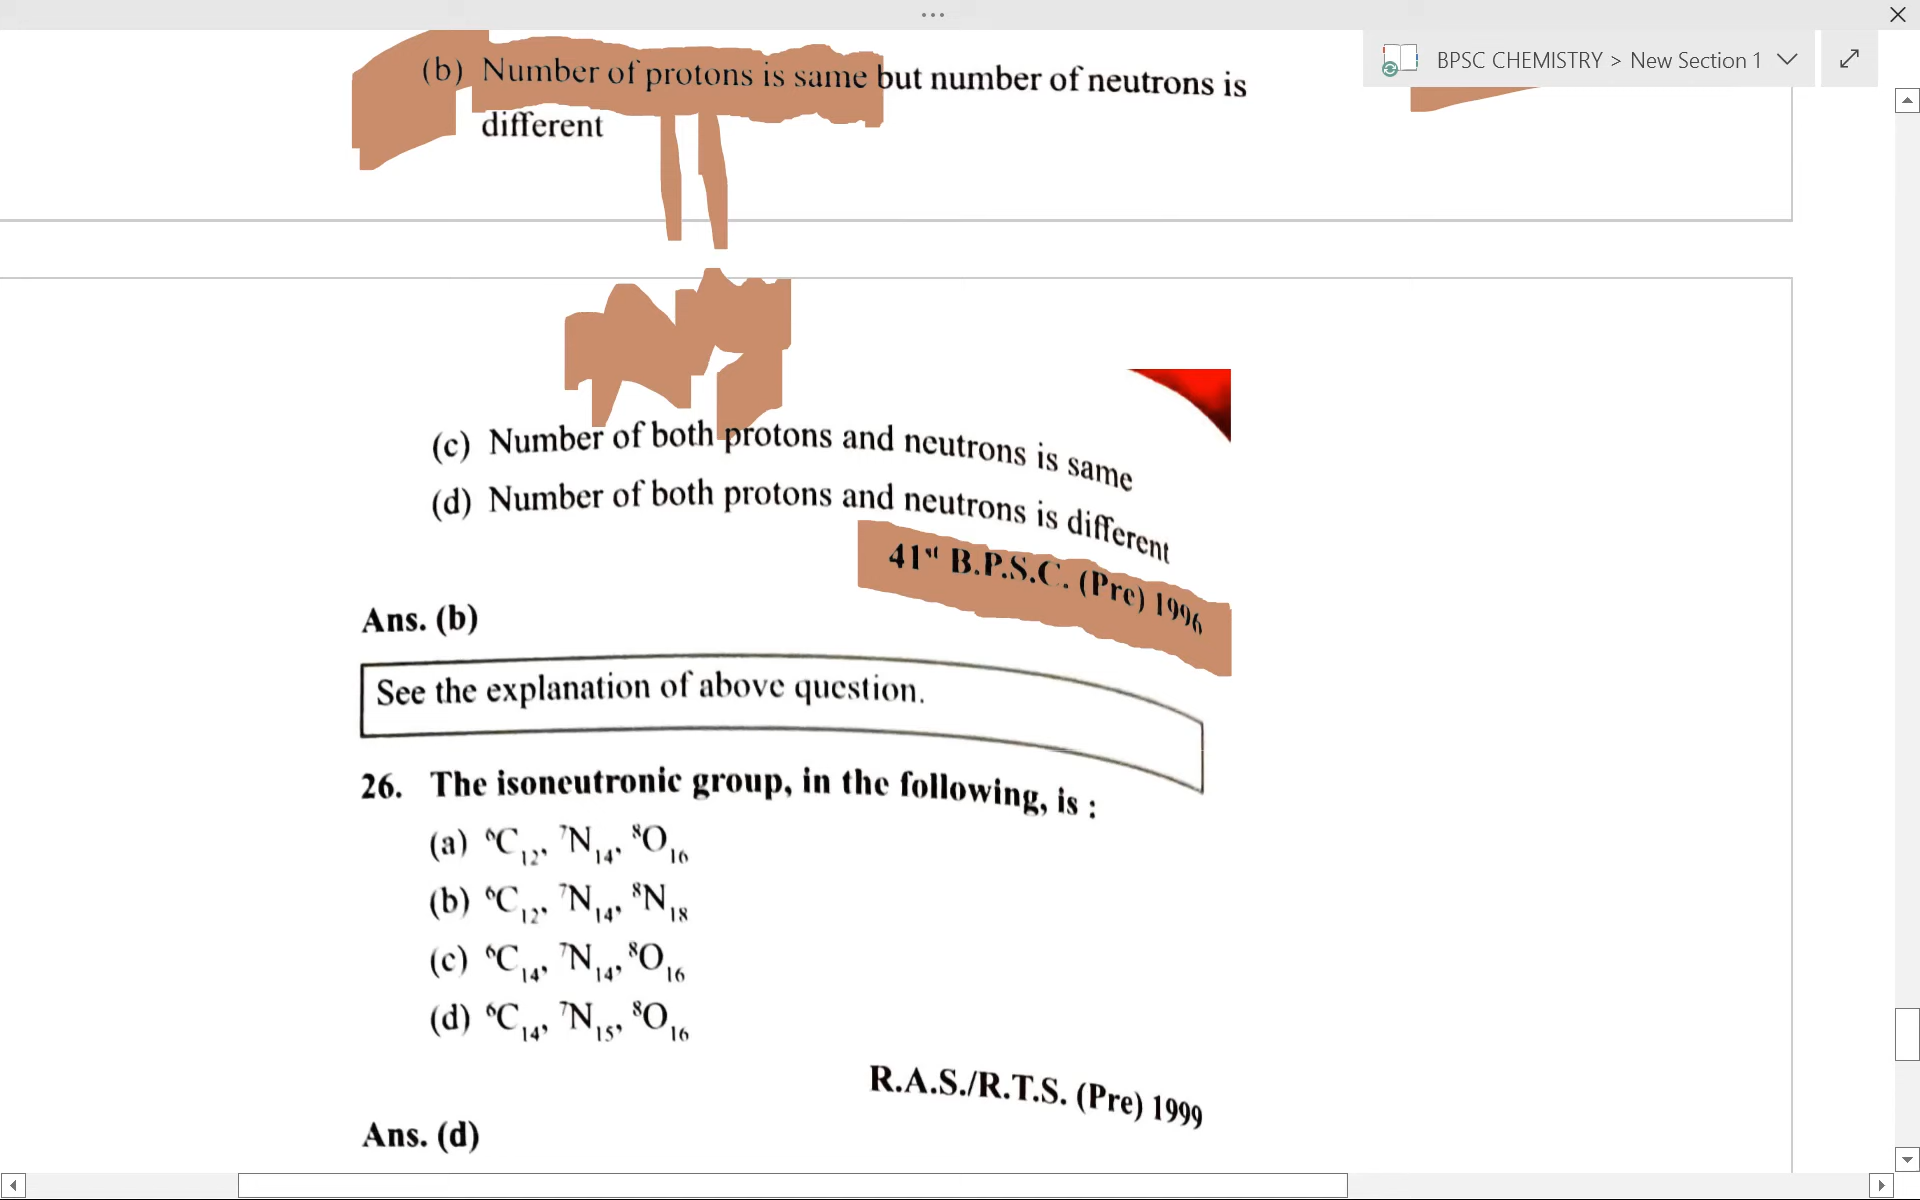 BPSC CHEMISTRY > New Section 1
(b) Number of protons is same but number of neutrons is
different
(c) Number of both protons and neutrons is same
(d) Number of both protons and neutrons is different
41st B.P.S.C. (Pre) 1996
Ans. (b)
See the explanation of above question.
26. The isoneutronic group, in the following, is :
(a) ⁶C₁₂, ⁷N₁₄, ⁸O₁₆
(b) ⁶C₁₂, ⁷N₁₄, ⁸N₁₈
(c) ⁶C₁₄, ⁷N₁₄, ⁸O₁₆
(d) ⁶C₁₄, ⁷N₁₅, ⁸O₁₆
R.A.S./R.T.S. (Pre) 1999
Ans. (d)